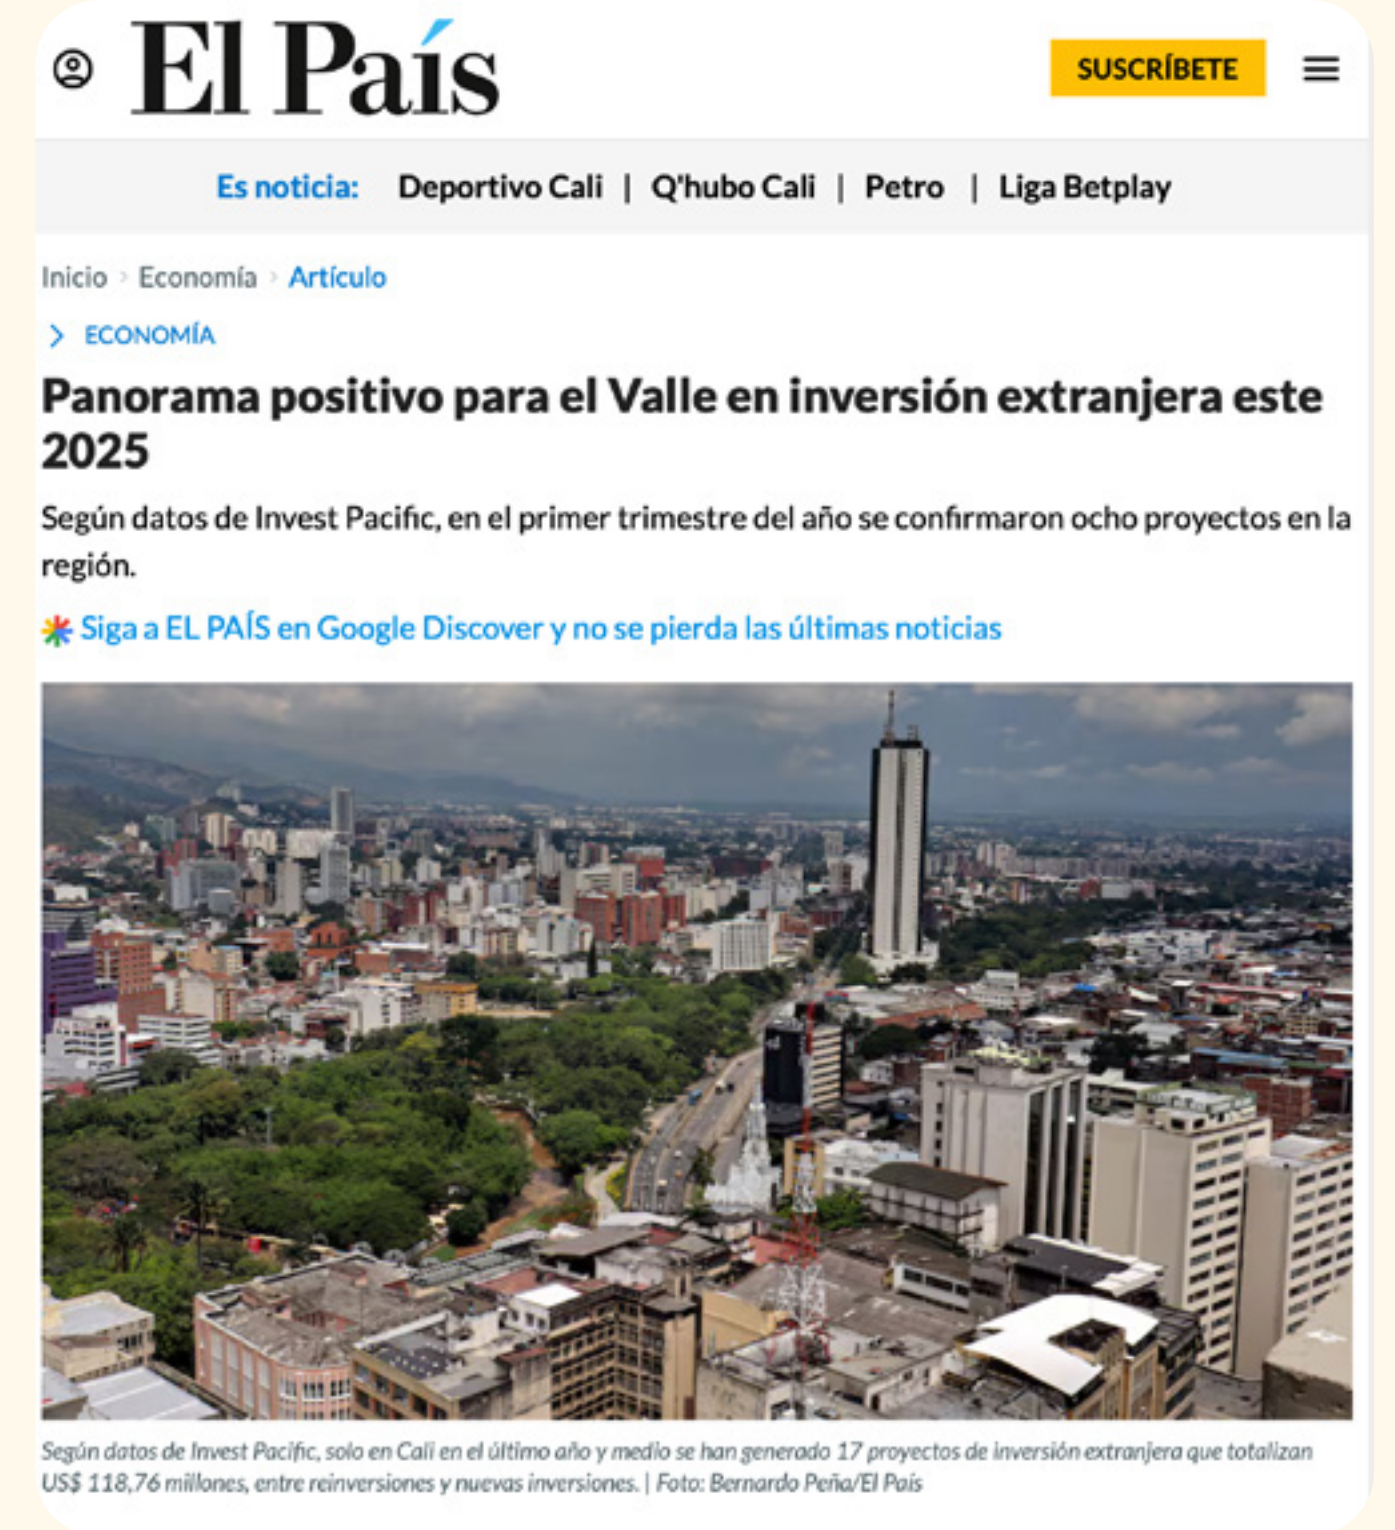 El País
SUSCRÍBETE
Es noticia: Deportivo Cali | Q'hubo Cali | Petro | Liga Betplay
Inicio > Economía > Artículo
> ECONOMÍA
Panorama positivo para el Valle en inversión extranjera este
2025
Según datos de Invest Pacific, en el primer trimestre del año se confirmaron ocho proyectos en la
región.
Siga a EL PAÍS en Google Discover y no se pierda las últimas noticias
Según datos de Invest Pacific, solo en Cali en el último año y medio se han generado 17 proyectos de inversión extranjera que totalizan
US$ 118,76 millones, entre reinversiones y nuevas inversiones. | Foto: Bernardo Peña/El País